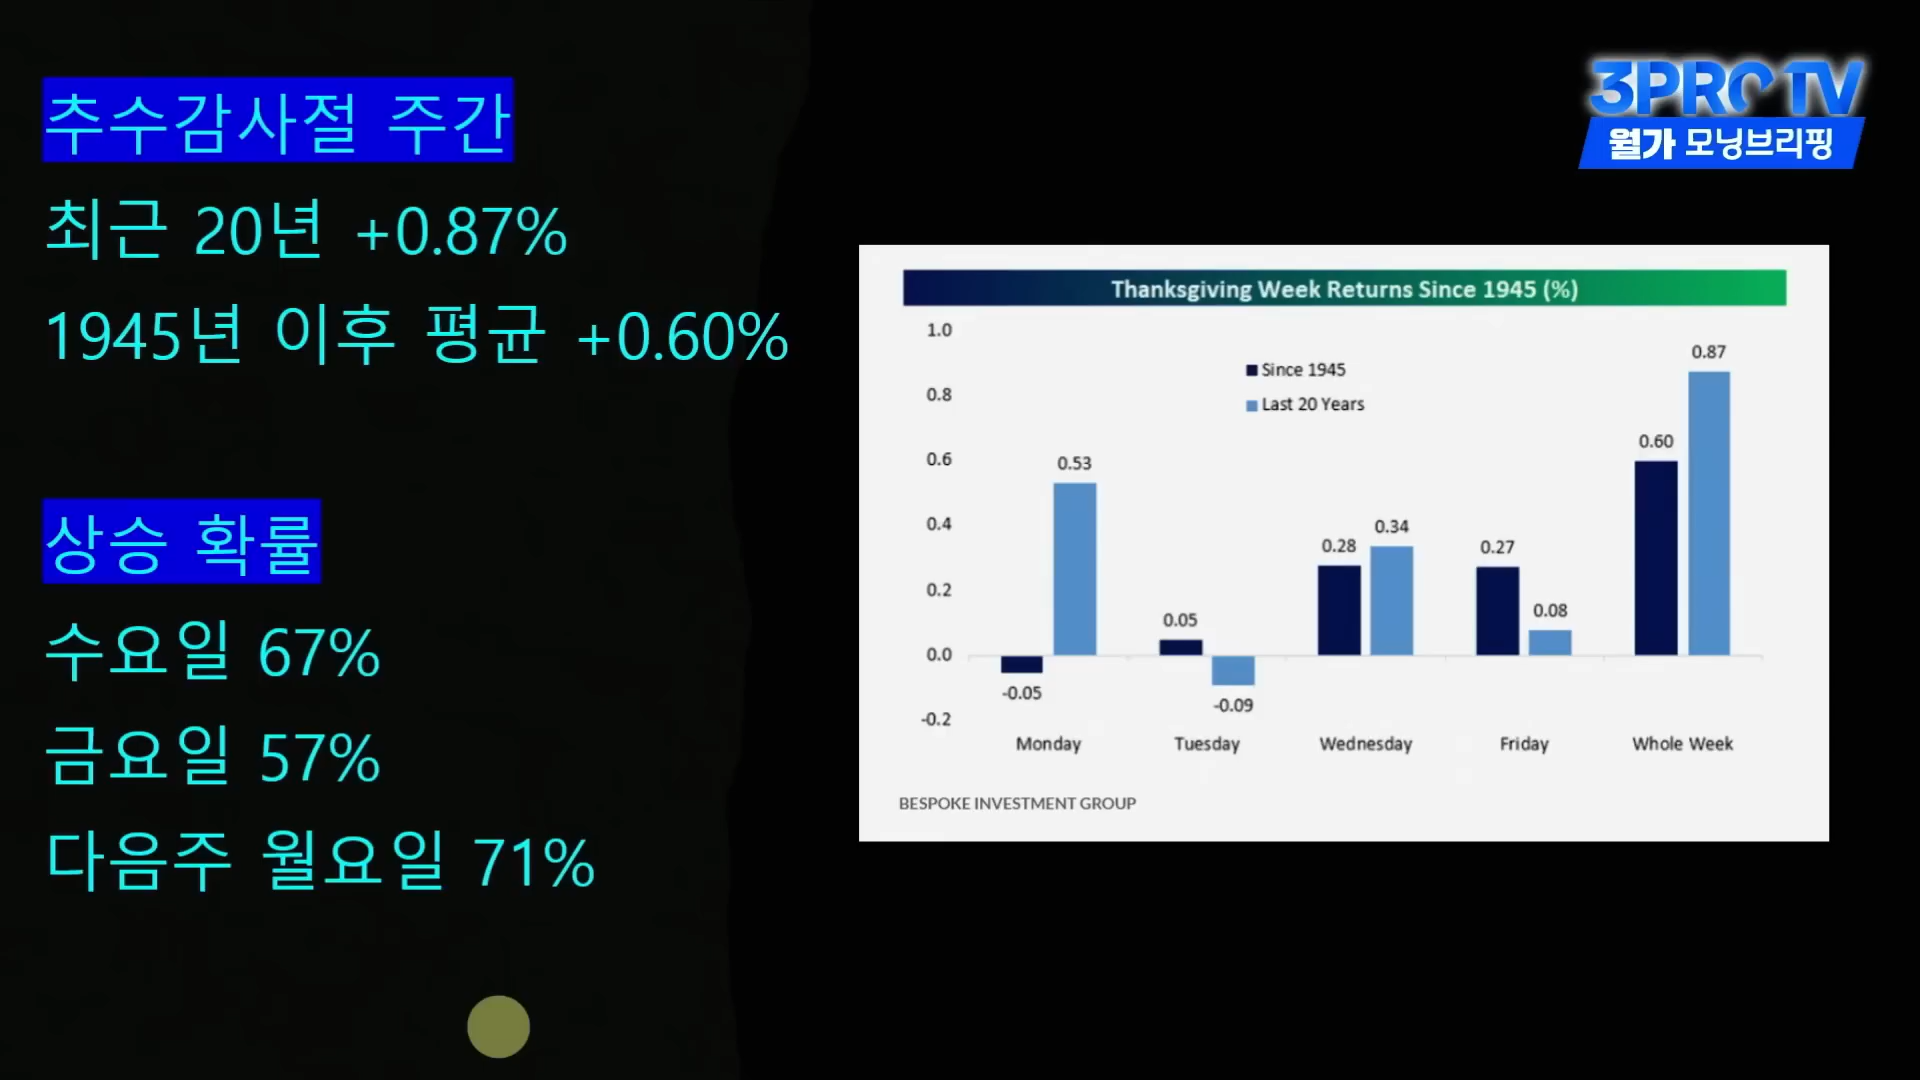 추수감사절 주간
최근 20년 +0.87%
1945년 이후 평균 +0.60%
상승 확률
수요일 67%
금요일 57%
다음주 월요일 71%
3PRO TV
월가 모닝브리핑
Thanksgiving Week Returns Since 1945 (%)
1.0
0.8
0.6
0.4
0.2
0.0
-0.2
Since 1945
Last 20 Years
-0.05
0.53
0.05
-0.09
0.28
0.34
0.27
0.08
0.60
0.87
Monday
Tuesday
Wednesday
Friday
Whole Week
BESPOKE INVESTMENT GROUP